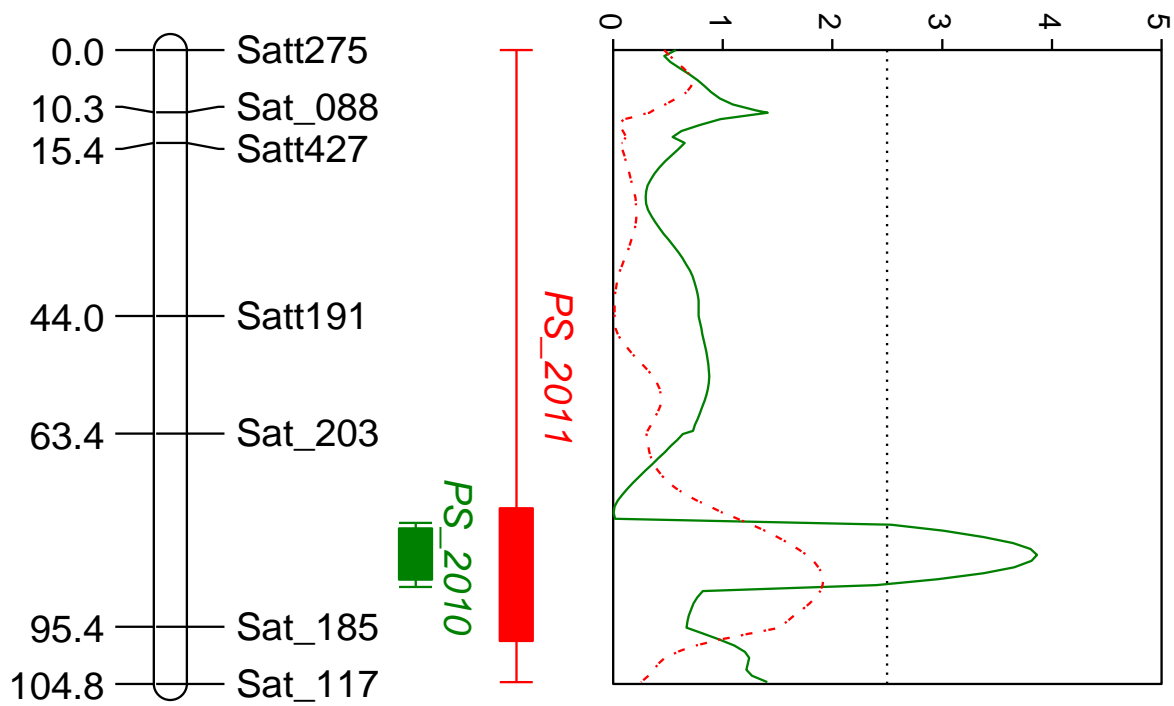 0 1 2 3 4 5
0.0 Satt275
10.3 Sat_088
15.4 Satt427
44.0 Satt191
63.4 Sat_203
95.4 Sat_185
104.8 Sat_117
PS_2010
PS_2011